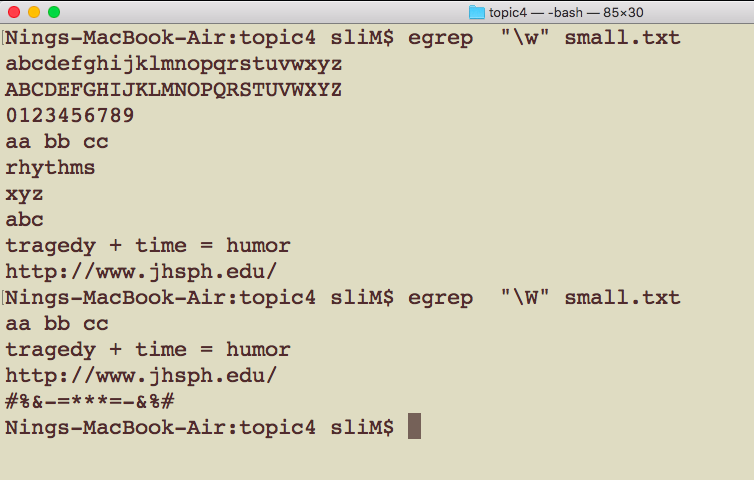 topic4 — -bash — 85×30
Nings-MacBook-Air:topic4 sliM$ egrep  "\w" small.txt
abcdefghijklmnopqrstuvwxyz
ABCDEFGHIJKLMNOPQRSTUVWXYZ
0123456789
aa bb cc
rhythms
xyz
abc
tragedy + time = humor
http://www.jhsph.edu/
Nings-MacBook-Air:topic4 sliM$ egrep  "\W" small.txt
aa bb cc
tragedy + time = humor
http://www.jhsph.edu/
#%&-=***=-&%#
Nings-MacBook-Air:topic4 sliM$